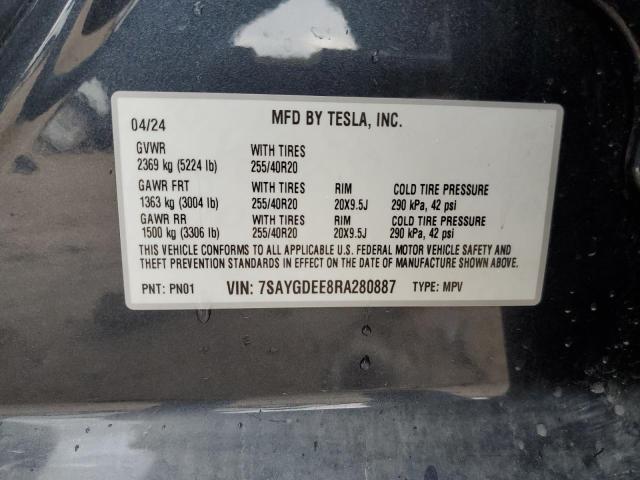 04/24 MFD BY TESLA, INC.
GVWR WITH TIRES
2369 kg (5224 lb) 255/40R20
GAWR FRT WITH TIRES RIM COLD TIRE PRESSURE
1363 kg (3004 lb) 255/40R20 20X9.5J 290 kPa, 42 psi
GAWR RR WITH TIRES RIM COLD TIRE PRESSURE
1500 kg (3306 lb) 255/40R20 20X9.5J 290 kPa, 42 psi
THIS VEHICLE CONFORMS TO ALL APPLICABLE U.S. FEDERAL MOTOR VEHICLE SAFETY AND
THEFT PREVENTION STANDARDS IN EFFECT ON THE DATE OF MANUFACTURE SHOWN ABOVE.
PNT: PN01 VIN: 7SAYGDEE8RA280887 TYPE: MPV